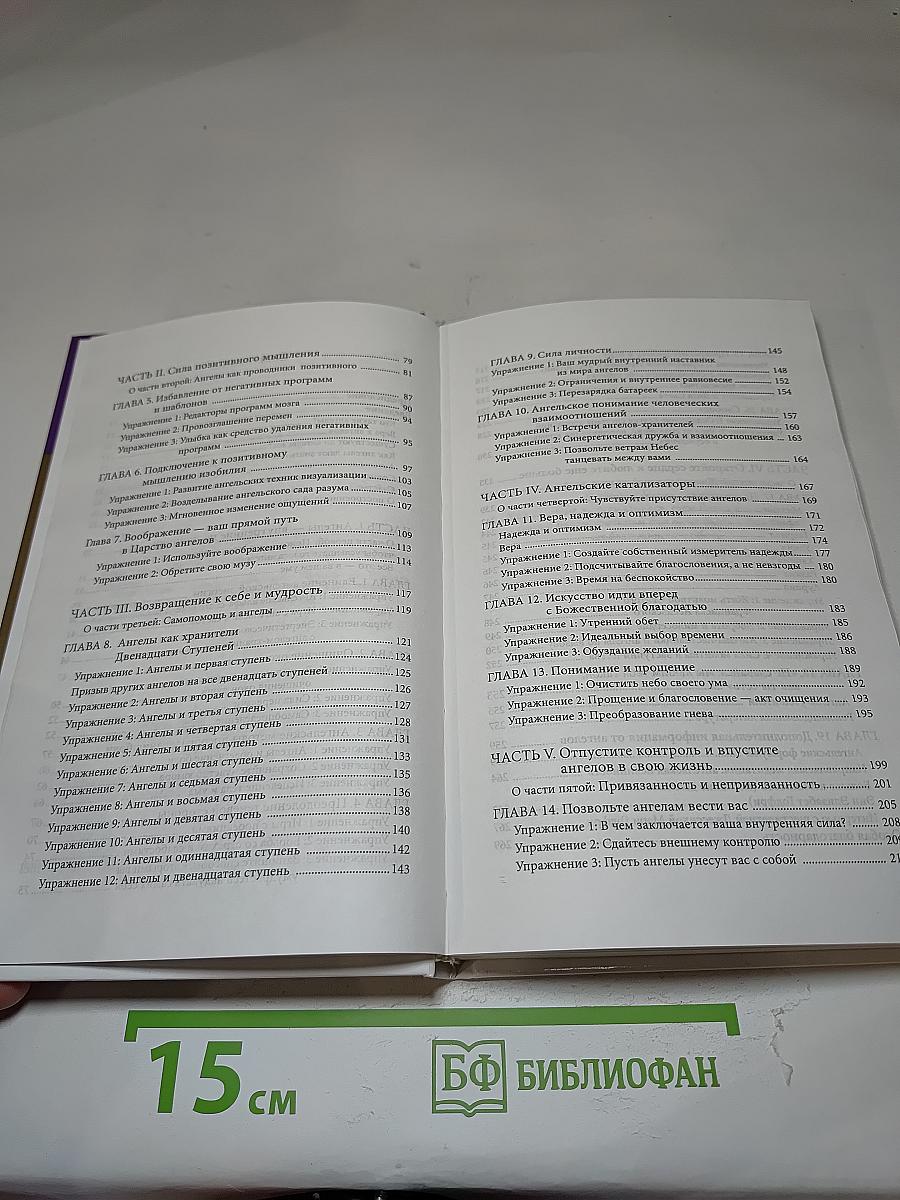 ЧАСТЬ II. Сила позитивного мышления ........ 79
О части второй: Ангелы как проводники позитивного ........ 81
ГЛАВА 5. Избавление от негативных программ
и шаблонов ........ 87
Упражнение 1: Редакторы программ мозга ........ 90
Упражнение 2: Провозглашение перемен ........ 94
Упражнение 3: Улыбка как средство удаления негативных
программ ........ 95
ГЛАВА 6. Подключение к позитивному
мышлению изобилия ........ 97
Упражнение 1: Развитие ангельских техник визуализации ........ 103
Упражнение 2: Возделывание ангельского сада разума ........ 105
Упражнение 3: Мгновенное изменение ощущений ........ 107
Глава 7. Воображение — ваш прямой путь
в Царство ангелов ........ 109
Упражнение 1: Используйте воображение ........ 113
Упражнение 2: Обретите свою музу ........ 114
ЧАСТЬ III. Возвращение к себе и мудрость ........ 117
О части третьей: Самопомощь и ангелы ........ 119
ГЛАВА 8. Ангелы как хранители
Двенадцати Ступеней ........ 121
Упражнение 1: Ангелы и первая ступень ........ 124
Призыв других ангелов на все двенадцать ступеней ........ 125
Упражнение 2: Ангелы и вторая ступень ........ 126
Упражнение 3: Ангелы и третья ступень ........ 127
Упражнение 4: Ангелы и четвертая ступень ........ 128
Упражнение 5: Ангелы и пятая ступень ........ 131
Упражнение 6: Ангелы и шестая ступень ........ 133
Упражнение 7: Ангелы и седьмая ступень ........ 135
Упражнение 8: Ангелы и восьмая ступень ........ 136
Упражнение 9: Ангелы и девятая ступень ........ 138
Упражнение 10: Ангелы и десятая ступень ........ 140
Упражнение 11: Ангелы и одиннадцатая ступень ........ 142
Упражнение 12: Ангелы и двенадцатая ступень ........ 143
ГЛАВА 9. Сила личности ........ 145
Упражнение 1: Ваш мудрый внутренний наставник
из мира ангелов ........ 148
Упражнение 2: Ограничения и внутреннее равновесие ........ 152
Упражнение 3: Перезарядка батареек ........ 154
ГЛАВА 10. Ангельское понимание человеческих
взаимоотношений ........ 157
Упражнение 1: Встречи ангелов-хранителей ........ 160
Упражнение 2: Синергетическая дружба и взаимоотношения ... 163
Упражнение 3: Позвольте ветрам Небес
танцевать между вами ........ 164
ЧАСТЬ IV. Ангельские катализаторы ........ 167
О части четвертой: Чувствуйте присутствие ангелов ........ 169
ГЛАВА 11. Вера, надежда и оптимизм ........ 171
Надежда и оптимизм ........ 172
Вера ........ 174
Упражнение 1: Создайте собственный измеритель надежды ..... 177
Упражнение 2: Подсчитывайте благословения, а не невзгоды ... 180
Упражнение 3: Время на беспокойство ........ 180
ГЛАВА 12. Искусство идти вперед
с Божественной благодатью ........ 183
Упражнение 1: Утренний обет ........ 185
Упражнение 2: Идеальный выбор времени ........ 186
Упражнение 3: Обуздание желаний ........ 188
ГЛАВА 13. Понимание и прощение ........ 189
Упражнение 1: Очистить небо своего ума ........ 192
Упражнение 2: Прощение и благословение — акт очищения ..... 193
Упражнение 3: Преобразование гнева ........ 195
ЧАСТЬ V. Отпустите контроль и впустите
ангелов в свою жизнь ........ 199
О части пятой: Привязанность и непривязанность ........ 201
ГЛАВА 14. Позвольте ангелам вести вас ........ 205
Упражнение 1: В чем заключается ваша внутренняя сила? ........ 208
Упражнение 2: Сдайтесь внешнему контролю ........ 209
Упражнение 3: Пусть ангелы унесут вас с собой ........ 21
15 см
БФ БИБЛИОФАН